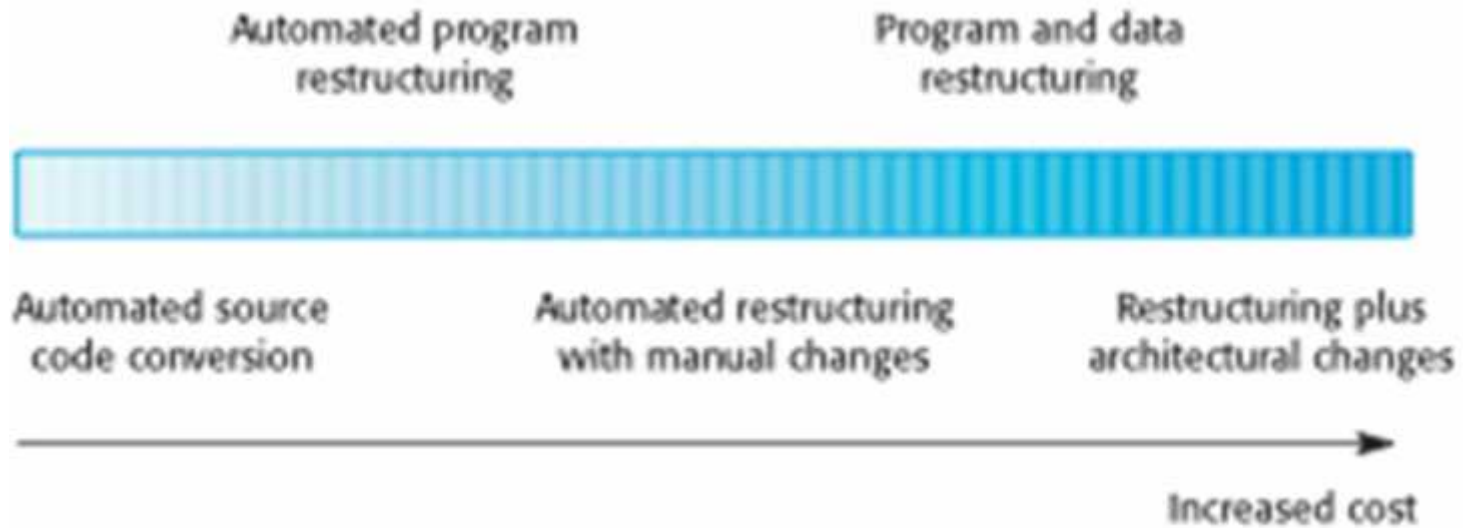 Automated program
restructuring
Program and data
restructuring
Automated source
code conversion
Automated restructuring
with manual changes
Restructuring plus
architectural changes
Increased cost